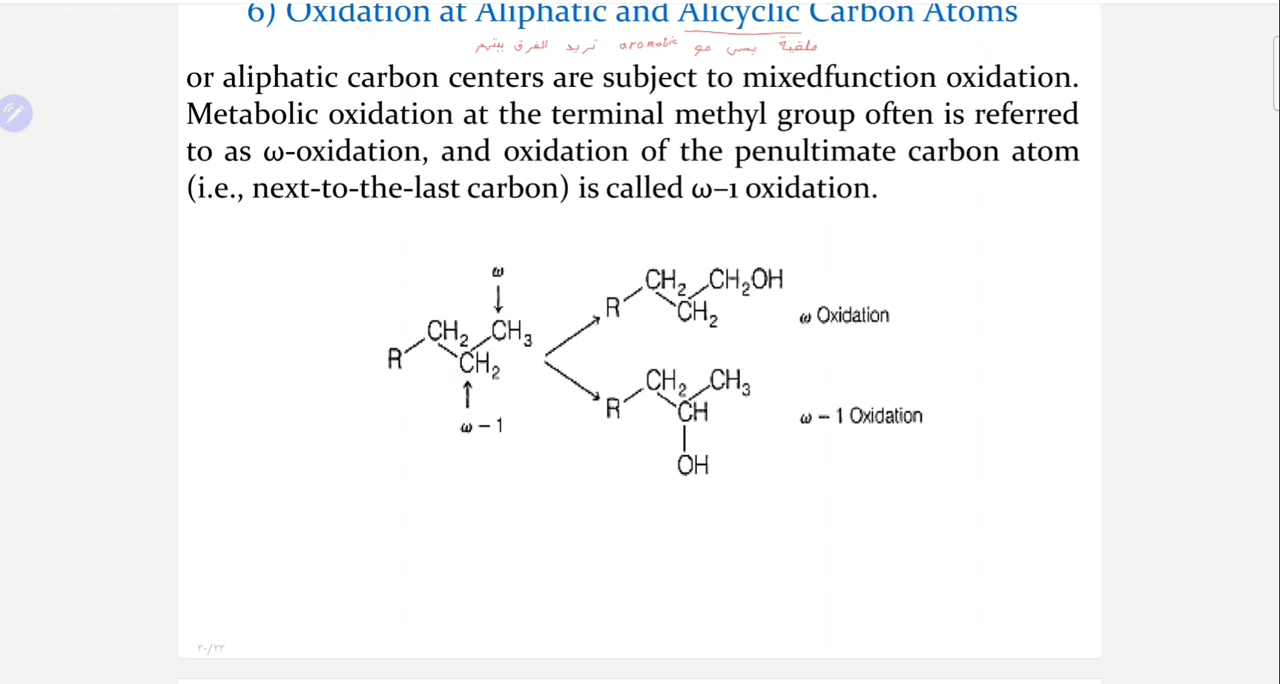 6) Oxidation at Aliphatic and Alicyclic Carbon Atoms
ملقية بسي مو aromatic تريد الفرق بينهم
or aliphatic carbon centers are subject to mixedfunction oxidation.
Metabolic oxidation at the terminal methyl group often is referred
to as ω-oxidation, and oxidation of the penultimate carbon atom
(i.e., next-to-the-last carbon) is called ω–1 oxidation.
ω
CH₂ CH₃
R CH₂
ω – 1
CH₂ CH₂OH
R CH₂
ω Oxidation
CH₂ CH₃
R CH
OH
ω – 1 Oxidation
٣٠/٢٣